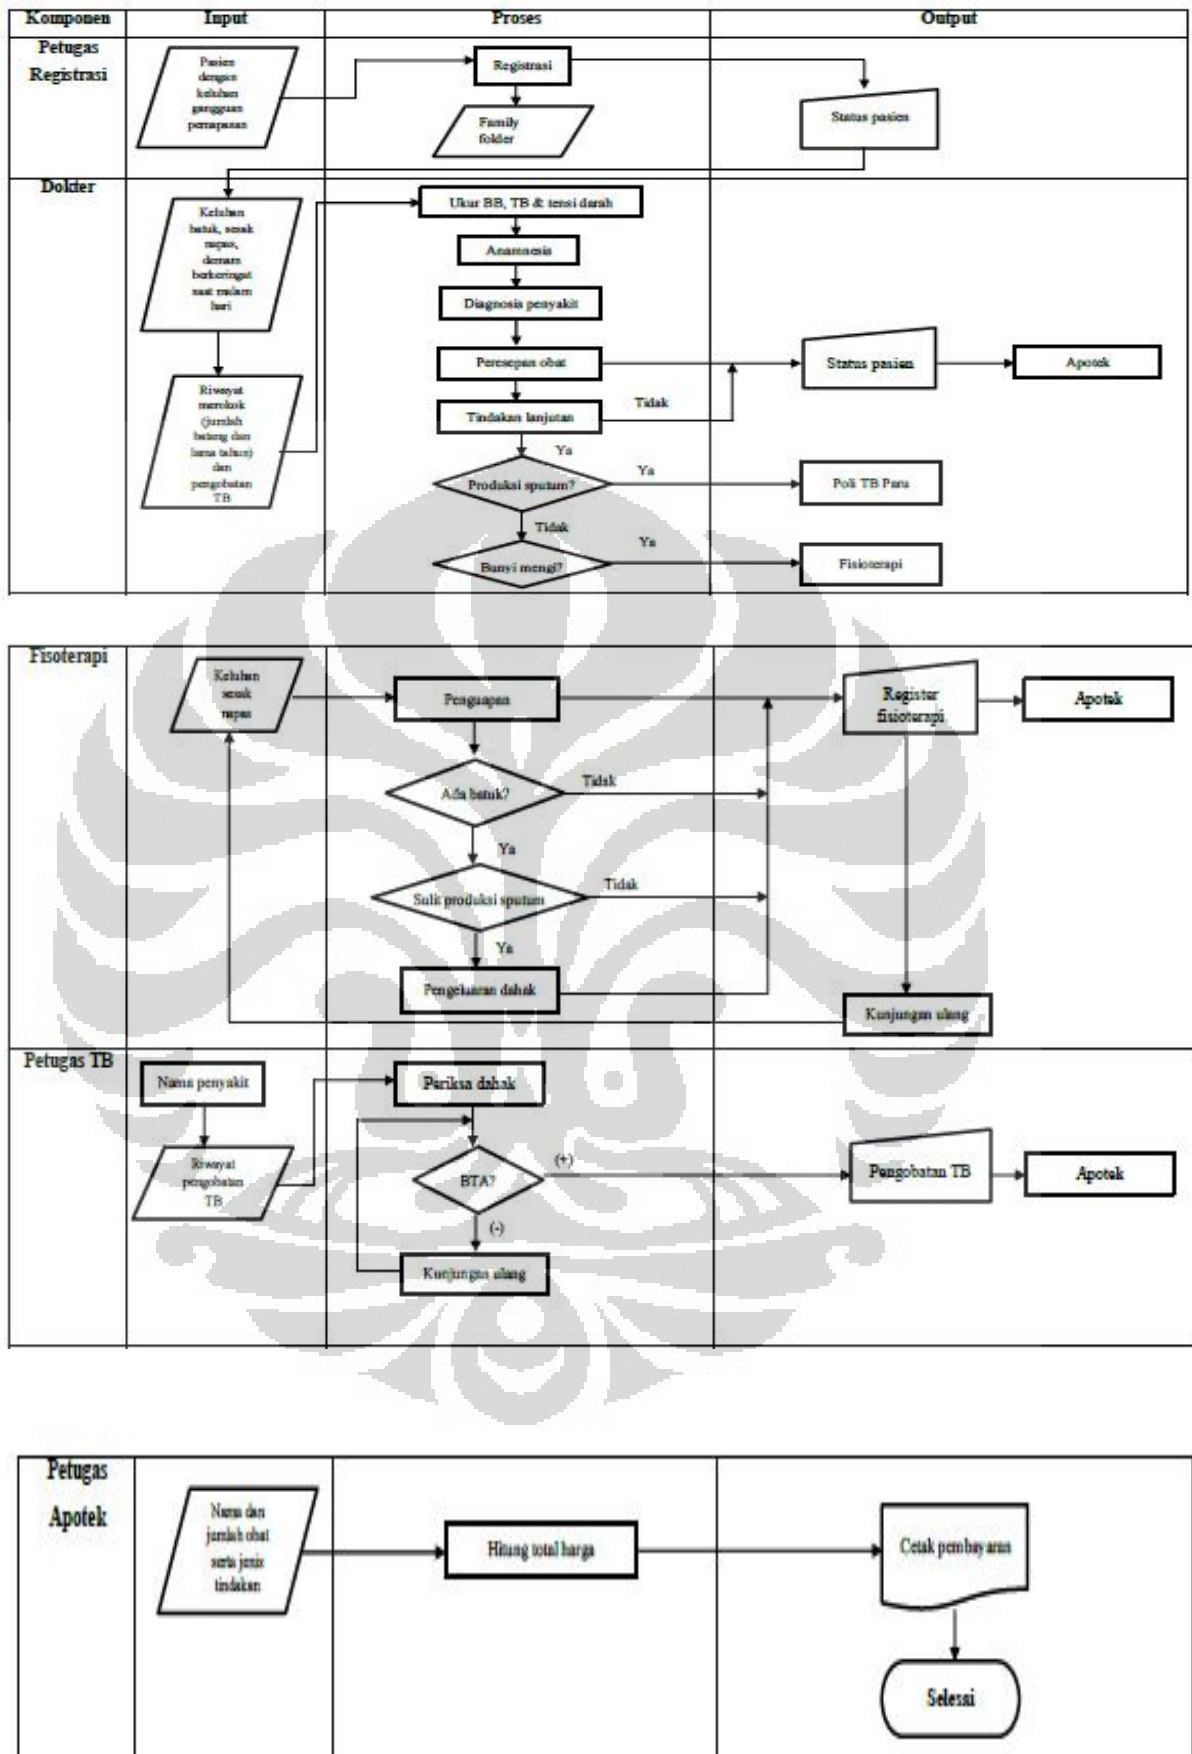 Komponen
Input
Proses
Output
Petugas
Registrasi
Pasien
dengan
keluhan
gangguan
pernapasan
Registrasi
Family
folder
Status pasien
Dokter
Keluhan
batuk, sesak
napas,
demam
berkeringat
saat malam
hari
Riwayat
merokok
(jumlah
batang dan
lama tahun)
dan
pengobatan
TB
Ukur BB, TB & tensi darah
Anamnesis
Diagnosis penyakit
Peresepan obat
Tindakan lanjutan
Tidak
Ya
Produksi sputum?
Ya
Tidak
Bunyi mengi?
Ya
Status pasien
Apotek
Poli TB Paru
Fisioterapi
Fisoterapi
Keluhan
sesak
napas
Penguapan
Ada batuk?
Tidak
Ya
Sulit produksi sputum
Tidak
Ya
Pengeluaran dahak
Register
fisioterapi
Apotek
Kunjungan ulang
Petugas TB
Nama penyakit
Riwayat
pengobatan
TB
Periksa dahak
BTA?
(+)
(-)
Kunjungan ulang
Pengobatan TB
Apotek
Petugas
Apotek
Nama dan
jumlah obat
serta jenis
tindakan
Hitung total harga
Cetak pembayaran
Selesai